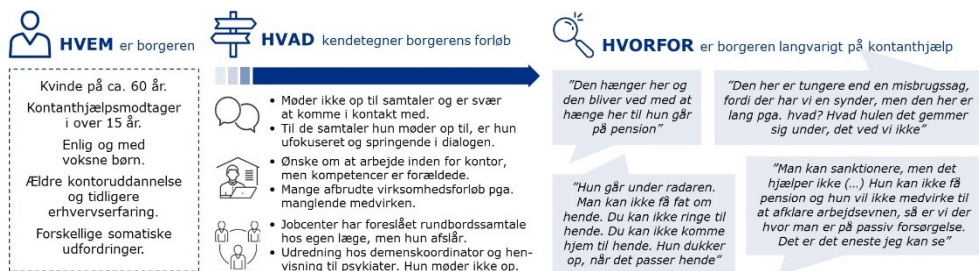 HVEM er borgeren
Kvinde på ca. 60 år.
Kontanthjælpsmodtager
i over 15 år.
Enlig og med
voksne børn.
Ældre kontoruddannelse
og tidligere
erhvervserfaring.
Forskellige somatiske
udfordringer.
HVAD kendetegner borgerens forløb
• Møder ikke op til samtaler og er svær
at komme i kontakt med.
• Til de samtaler hun møder op til, er hun
ufokuseret og springende i dialogen.
• Ønske om at arbejde inden for kontor,
men kompetencer er forældede.
• Mange afbrudte virksomhedsforløb pga.
manglende medvirken.
• Jobcenter har foreslået rundbordssamtale
hos egen læge, men hun afslår.
• Udredning hos demenskoordinator og hen-
visning til psykiater. Hun møder ikke op.
HVORFOR er borgeren langvarigt på kontanthjælp
"Den hænger her og
den bliver ved med at
hænge her til hun går
på pension"
"Den her er tungere end en misbrugssag,
fordi der har vi en synder, men den her er
lang pga. hvad? Hvad hulen det gemmer
sig under, det ved vi ikke"
"Hun går under radaren.
Man kan ikke få fat om
hende. Du kan ikke ringe til
hende. Du kan ikke komme
hjem til hende. Hun dukker
op, når det passer hende"
"Man kan sanktionere, men det
hjælper ikke (...) Hun kan ikke få
pension og hun vil ikke medvirke til
at afklare arbejdsevnen, så er vi der
hvor man er på passiv forsørgelse.
Det er det eneste jeg kan se"